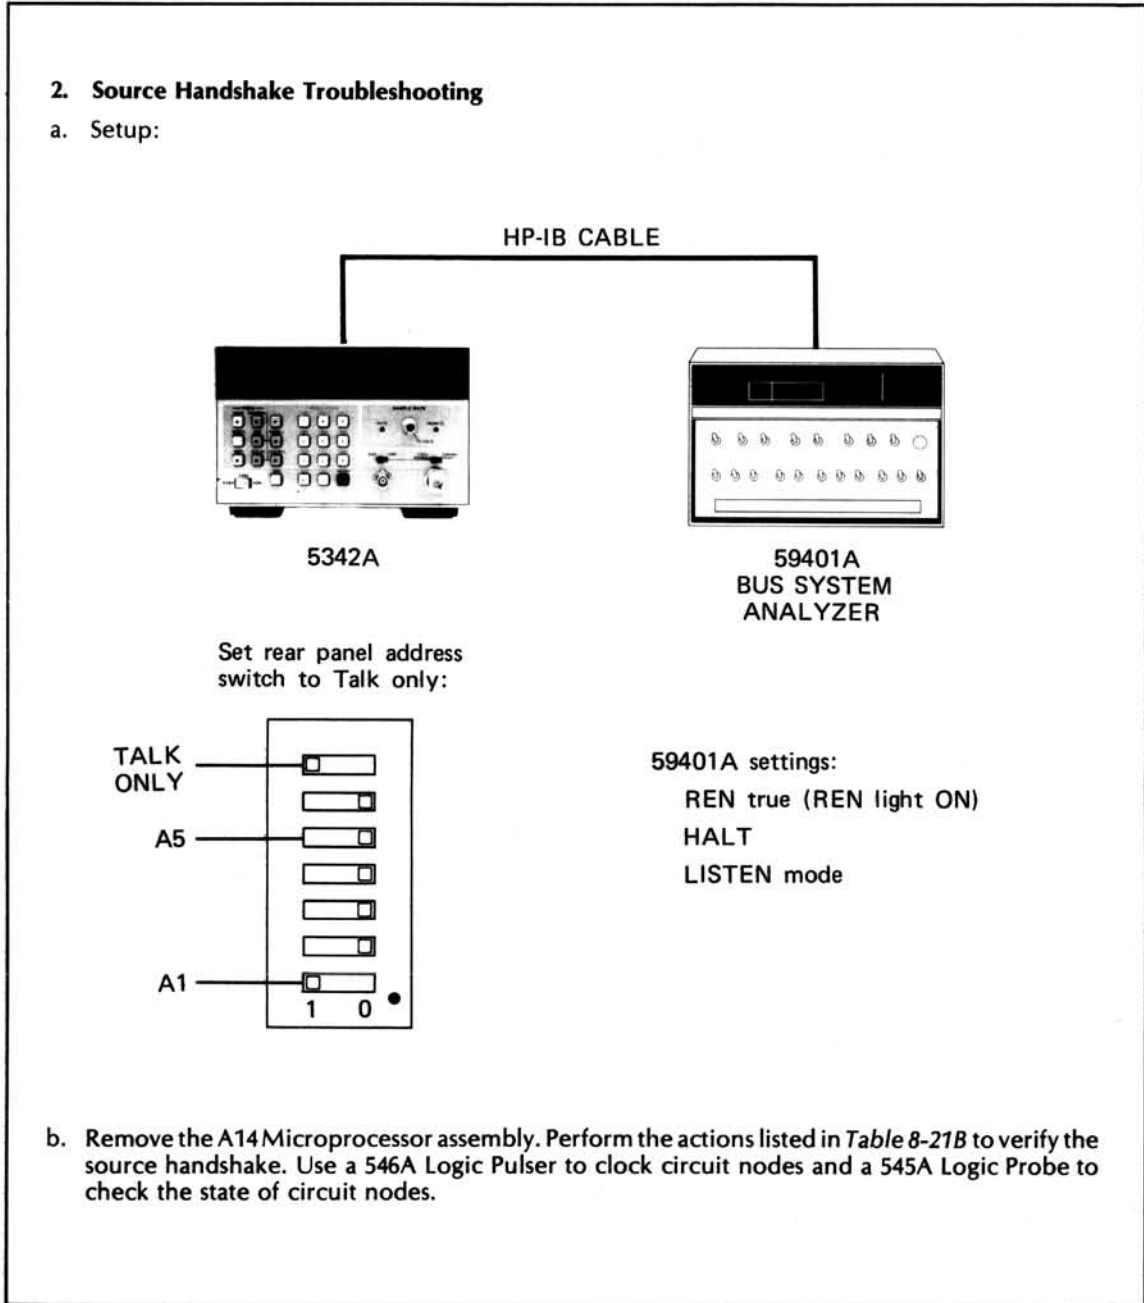 2. Source Handshake Troubleshooting
a. Setup:
HP-IB CABLE
5342A
59401A
BUS SYSTEM
ANALYZER
Set rear panel address
switch to Talk only:
TALK
ONLY
A5
A1
1 0
59401A settings:
REN true (REN light ON)
HALT
LISTEN mode
b. Remove the A14 Microprocessor assembly. Perform the actions listed in Table 8-21B to verify the
source handshake. Use a 546A Logic Pulser to clock circuit nodes and a 545A Logic Probe to
check the state of circuit nodes.